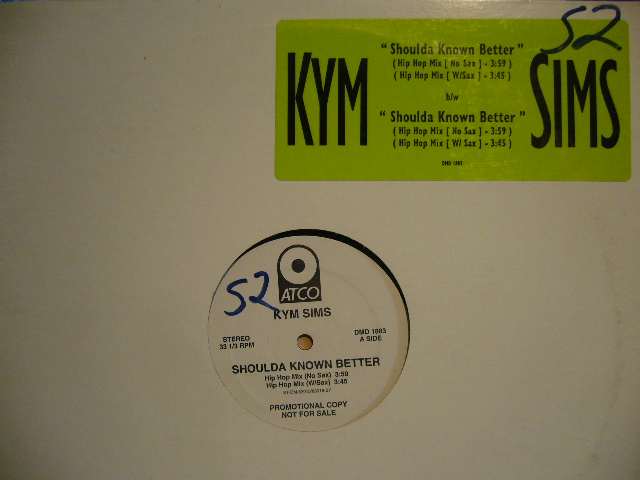 52
KYM
" Shoulda Known Better "
( Hip Hop Mix [ No Sax ] - 3:59 )
( Hip Hop Mix [ W/Sax ] - 3:45 )
b/w
" Shoulda Known Better "
( Hip Hop Mix [ No Sax ] - 3:59 )
( Hip Hop Mix [ W/ Sax ] - 3:45 )
SIMS
DMD 1883
52
ATCO
KYM SIMS
STEREO
33 1/3 RPM
DMD 1883
A SIDE
SHOULDA KNOWN BETTER
Hip Hop Mix (No Sax) 3:59
Hip Hop Mix (W/Sax) 3:45
PROMOTIONAL COPY
NOT FOR SALE